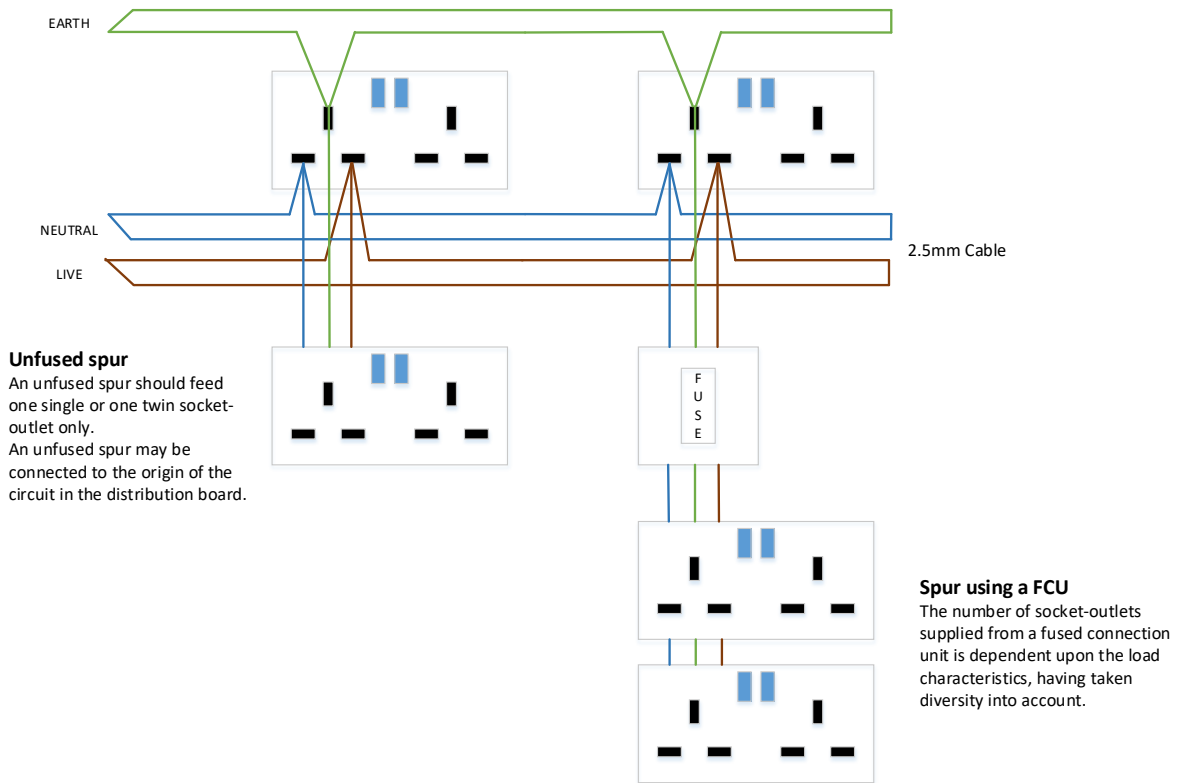 EARTH
NEUTRAL
LIVE
2.5mm Cable
Unfused spur
An unfused spur should feed
one single or one twin socket-
outlet only.
An unfused spur may be
connected to the origin of the
circuit in the distribution board.
F
U
S
E
Spur using a FCU
The number of socket-outlets
supplied from a fused connection
unit is dependent upon the load
characteristics, having taken
diversity into account.